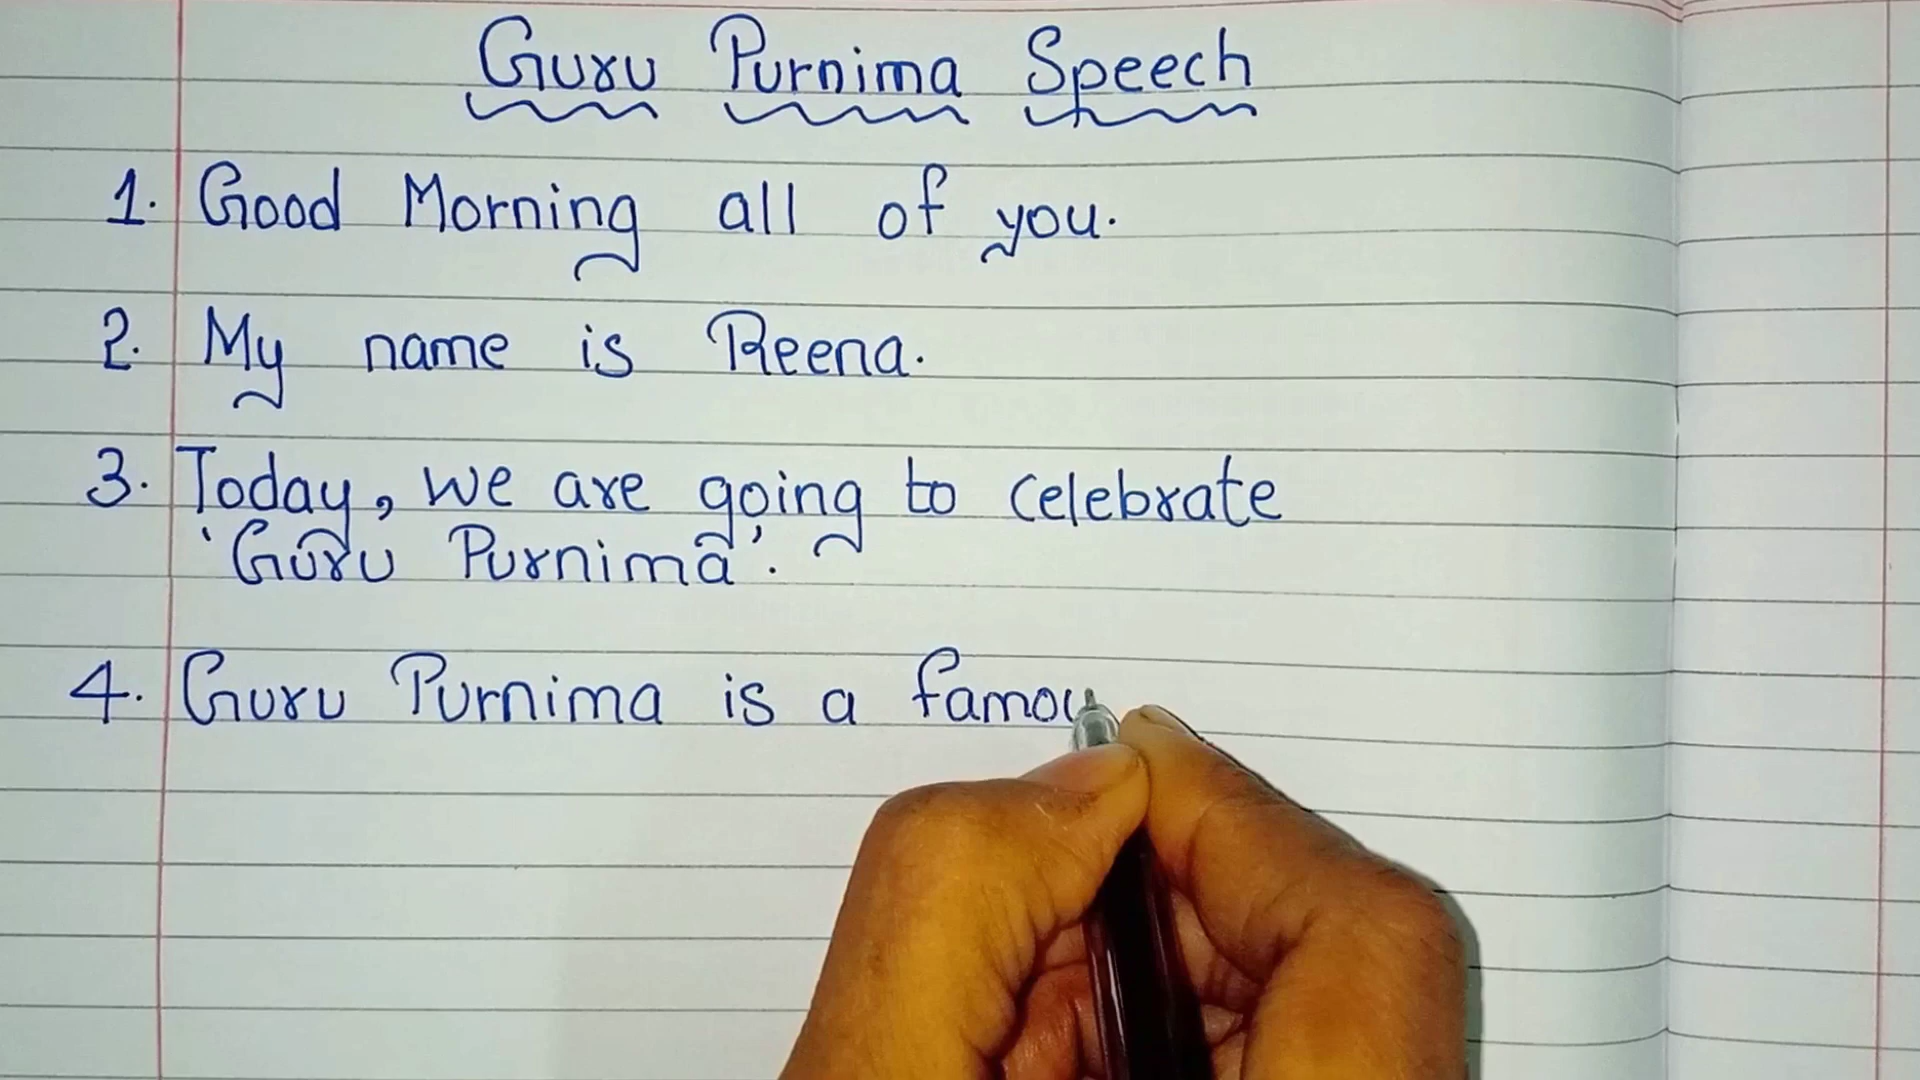 Guru Purnima Speech
1. Good Morning all of you.
2. My name is Reena.
3. Today, we are going to celebrate
'Guru Purnima'.
4. Guru Purnima is a famou